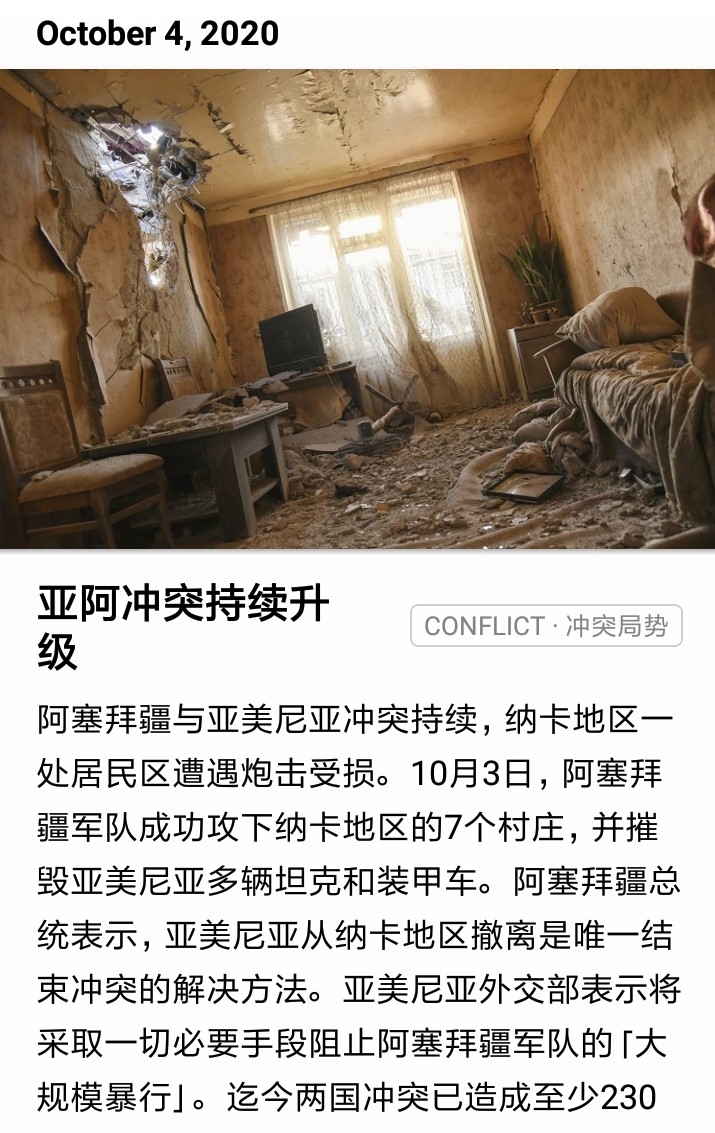 October 4, 2020
亚阿冲突持续升
级
CONFLICT · 冲突局势
阿塞拜疆与亚美尼亚冲突持续，纳卡地区一
处居民区遭遇炮击受损。10月3日，阿塞拜
疆军队成功攻下纳卡地区的7个村庄，并摧
毁亚美尼亚多辆坦克和装甲车。阿塞拜疆总
统表示，亚美尼亚从纳卡地区撤离是唯一结
束冲突的解决方法。亚美尼亚外交部表示将
采取一切必要手段阻止阿塞拜疆军队的「大
规模暴行」。迄今两国冲突已造成至少230